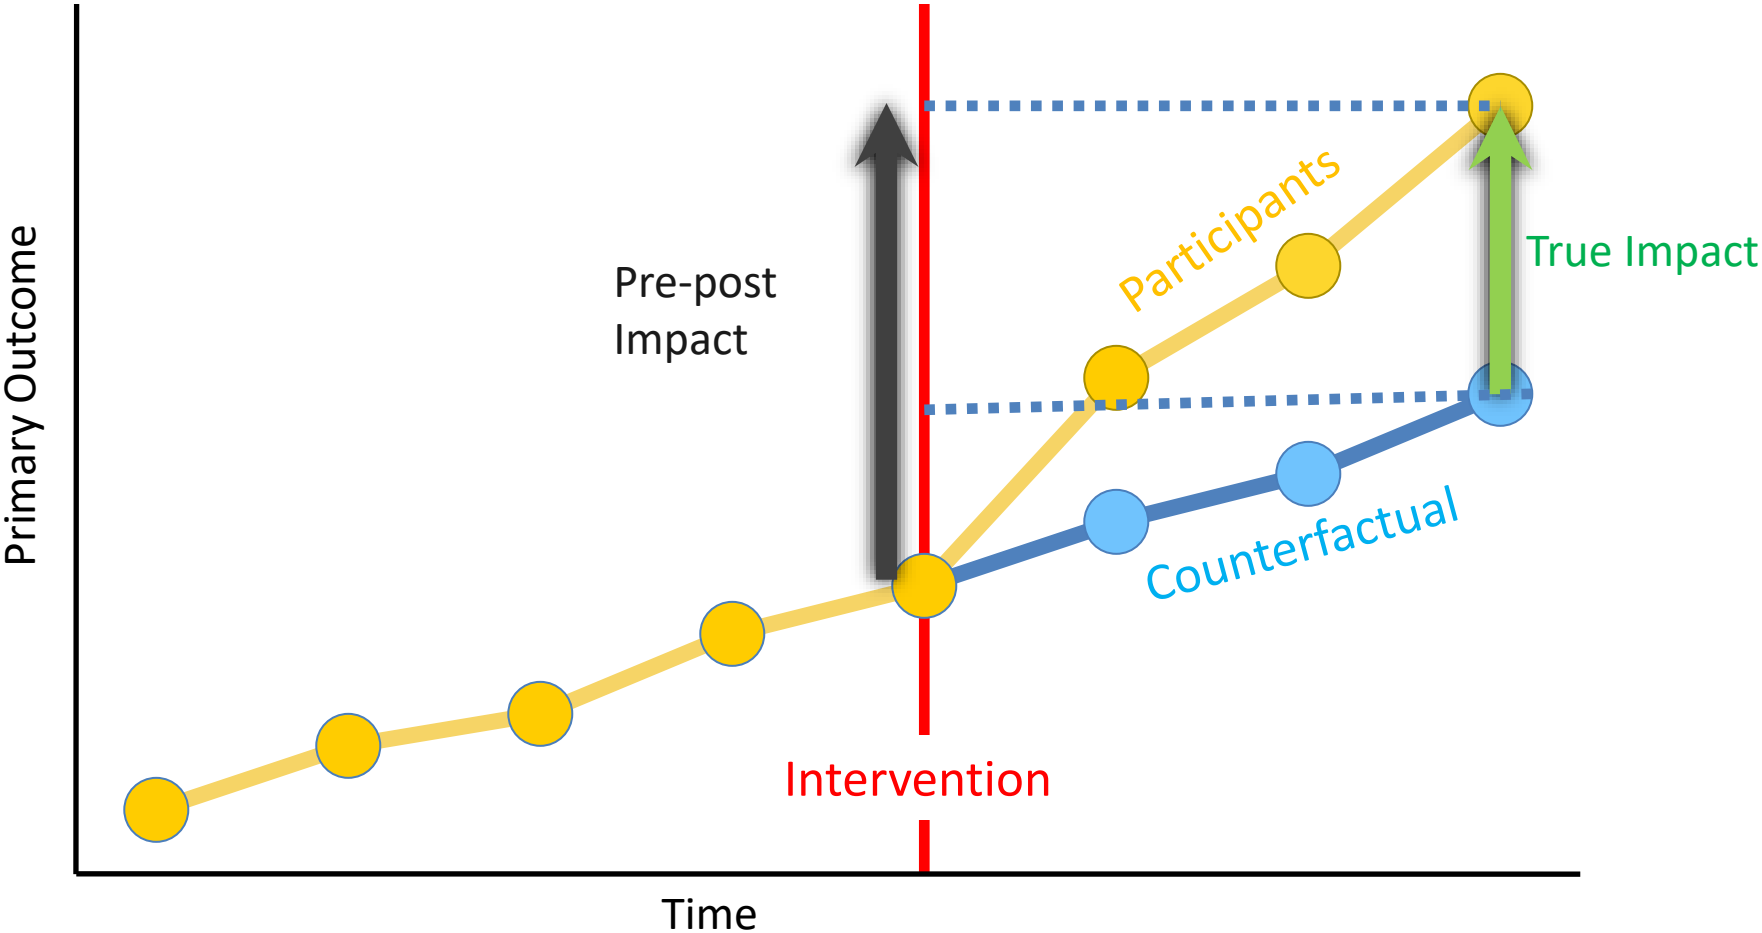 Primary Outcome
Pre-post
Impact
Participants
True Impact
Counterfactual
Intervention
Time